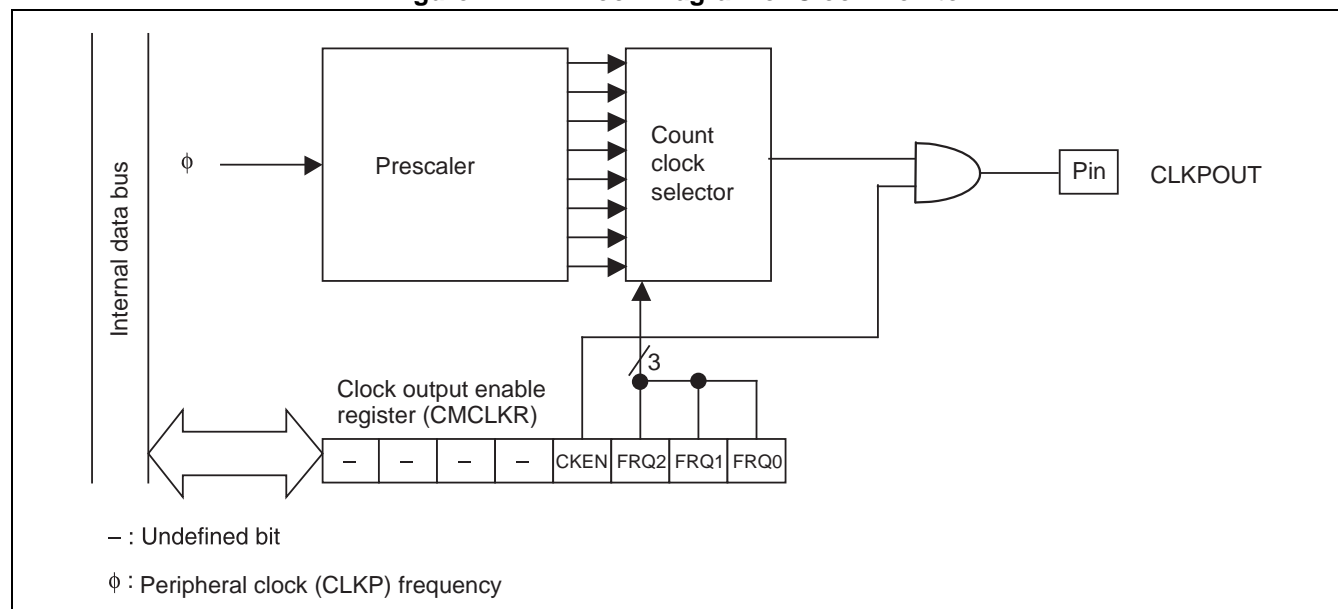 Internal data bus
ϕ
Prescaler
Count
clock
selector
Pin
CLKPOUT
3
Clock output enable
register (CMCLKR)
– – – – CKEN FRQ2 FRQ1 FRQ0
– : Undefined bit
ϕ : Peripheral clock (CLKP) frequency